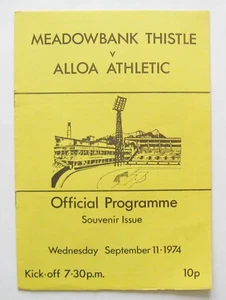 MEADOWBANK THISTLE
v
ALLOA ATHLETIC
Official Programme
Souvenir Issue
Wednesday September 11·1974
Kick-off 7·30p.m. 10p